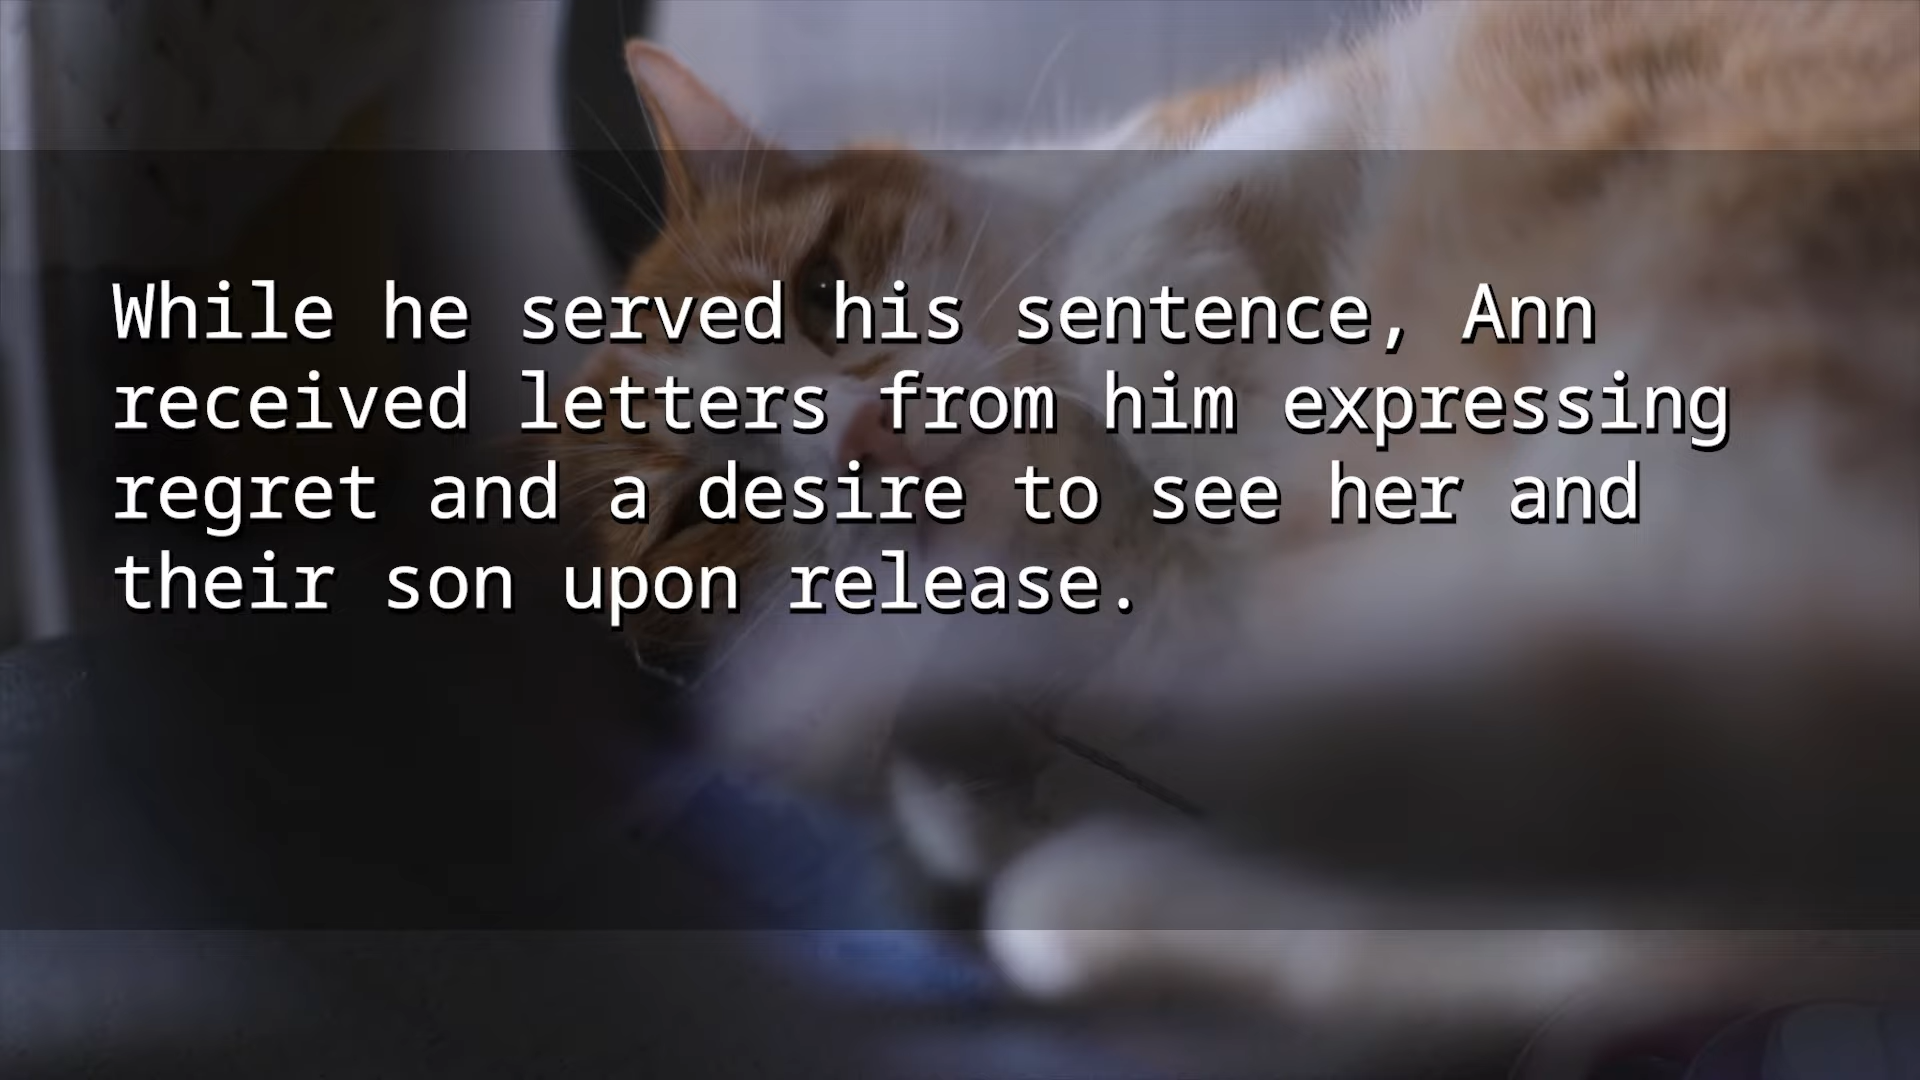 While he served his sentence, Ann
received letters from him expressing
regret and a desire to see her and
their son upon release.